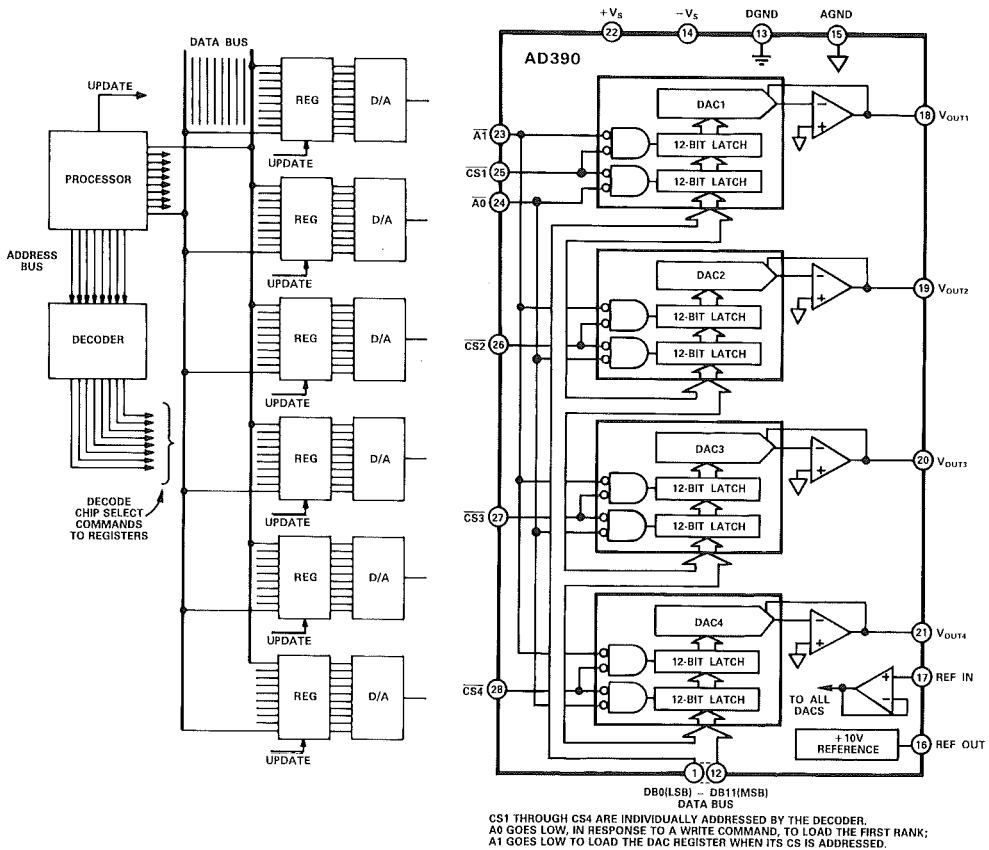 DATA BUS
UPDATE
PROCESSOR
ADDRESS
BUS
DECODER
DECODE
CHIP SELECT
COMMANDS
TO REGISTERS
REG
D/A
UPDATE
REG
D/A
UPDATE
REG
D/A
UPDATE
REG
D/A
UPDATE
REG
D/A
UPDATE
REG
D/A
UPDATE
+VS
22
−VS
14
DGND
13
AGND
15
AD390
A1 23
CS1 25
A0 24
DAC1
12-BIT LATCH
12-BIT LATCH
− +
18 VOUT1
CS2 26
DAC2
12-BIT LATCH
12-BIT LATCH
− +
19 VOUT2
CS3 27
DAC3
12-BIT LATCH
12-BIT LATCH
− +
20 VOUT3
CS4 28
DAC4
12-BIT LATCH
12-BIT LATCH
− +
21 VOUT4
17 REF IN
+ −
TO ALL
DACS
+10V
REFERENCE
16 REF OUT
1 12
DB0(LSB) – DB11(MSB)
DATA BUS
CS1 THROUGH CS4 ARE INDIVIDUALLY ADDRESSED BY THE DECODER.
A0 GOES LOW, IN RESPONSE TO A WRITE COMMAND, TO LOAD THE FIRST RANK;
A1 GOES LOW TO LOAD THE DAC REGISTER WHEN ITS CS IS ADDRESSED.